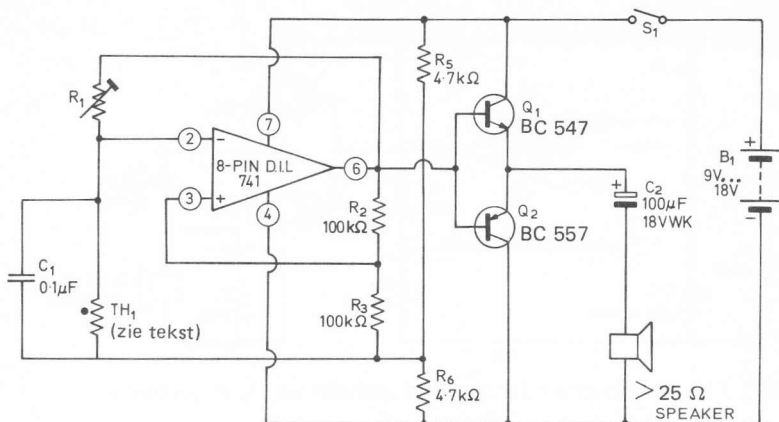 R1
2
3
7
8-PIN D.I.L
741
4
6
R2
100kΩ
R3
100kΩ
C1
0·1µF
TH1
(zie tekst)
R5
4·7kΩ
R6
4·7kΩ
Q1
BC 547
Q2
BC 557
S1
B1
9V...
18V
C2
100µF
18VWK
> 25 Ω
SPEAKER